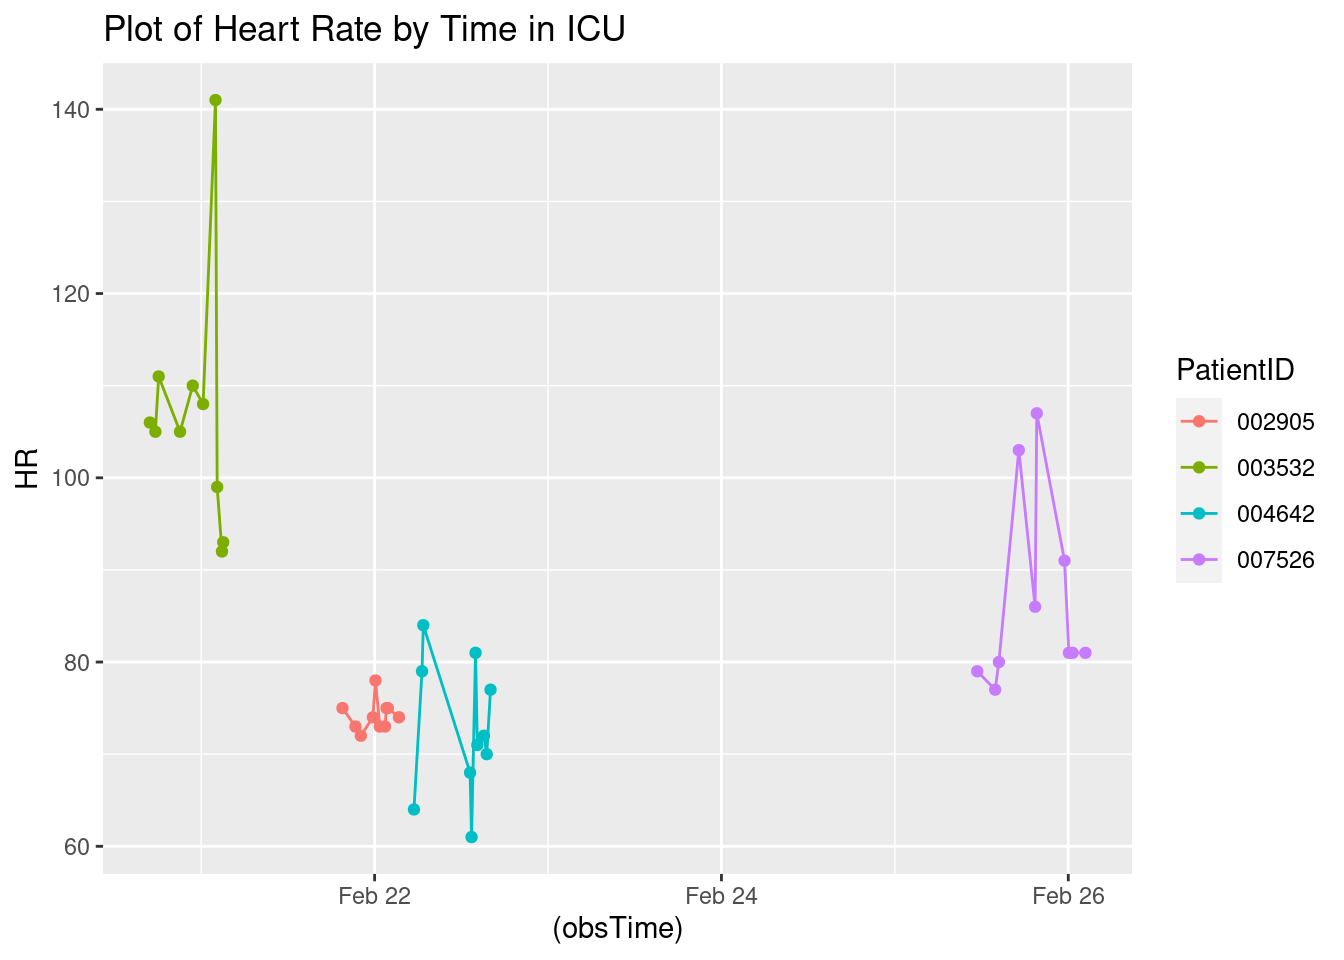 Plot of Heart Rate by Time in ICU
140
120
100
80
60
HR
Feb 22
Feb 24
Feb 26
(obsTime)
PatientID
002905
003532
004642
007526